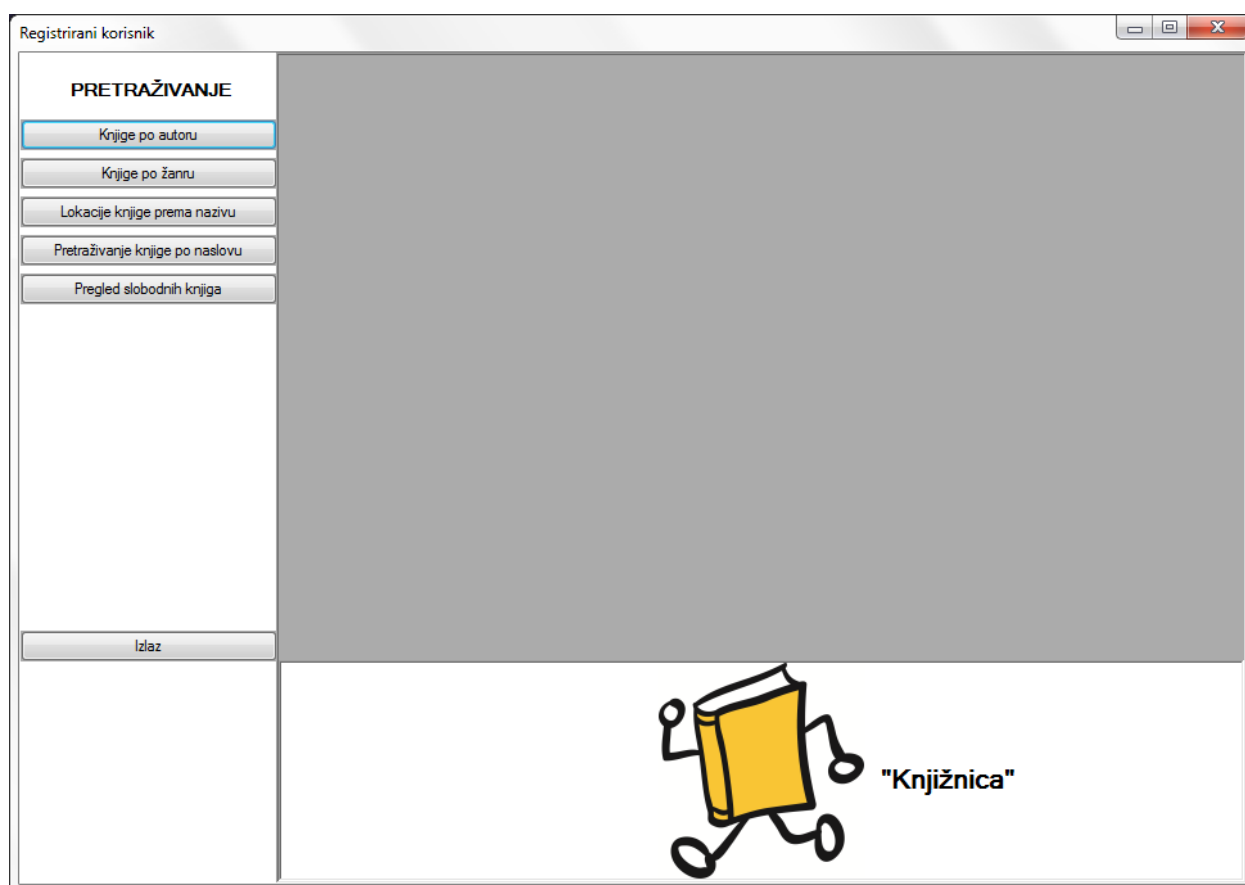 Registrirani korisnik
PRETRAŽIVANJE
Knjige po autoru
Knjige po žanru
Lokacije knjige prema nazivu
Pretraživanje knjige po naslovu
Pregled slobodnih knjiga
Izlaz
"Knjižnica"